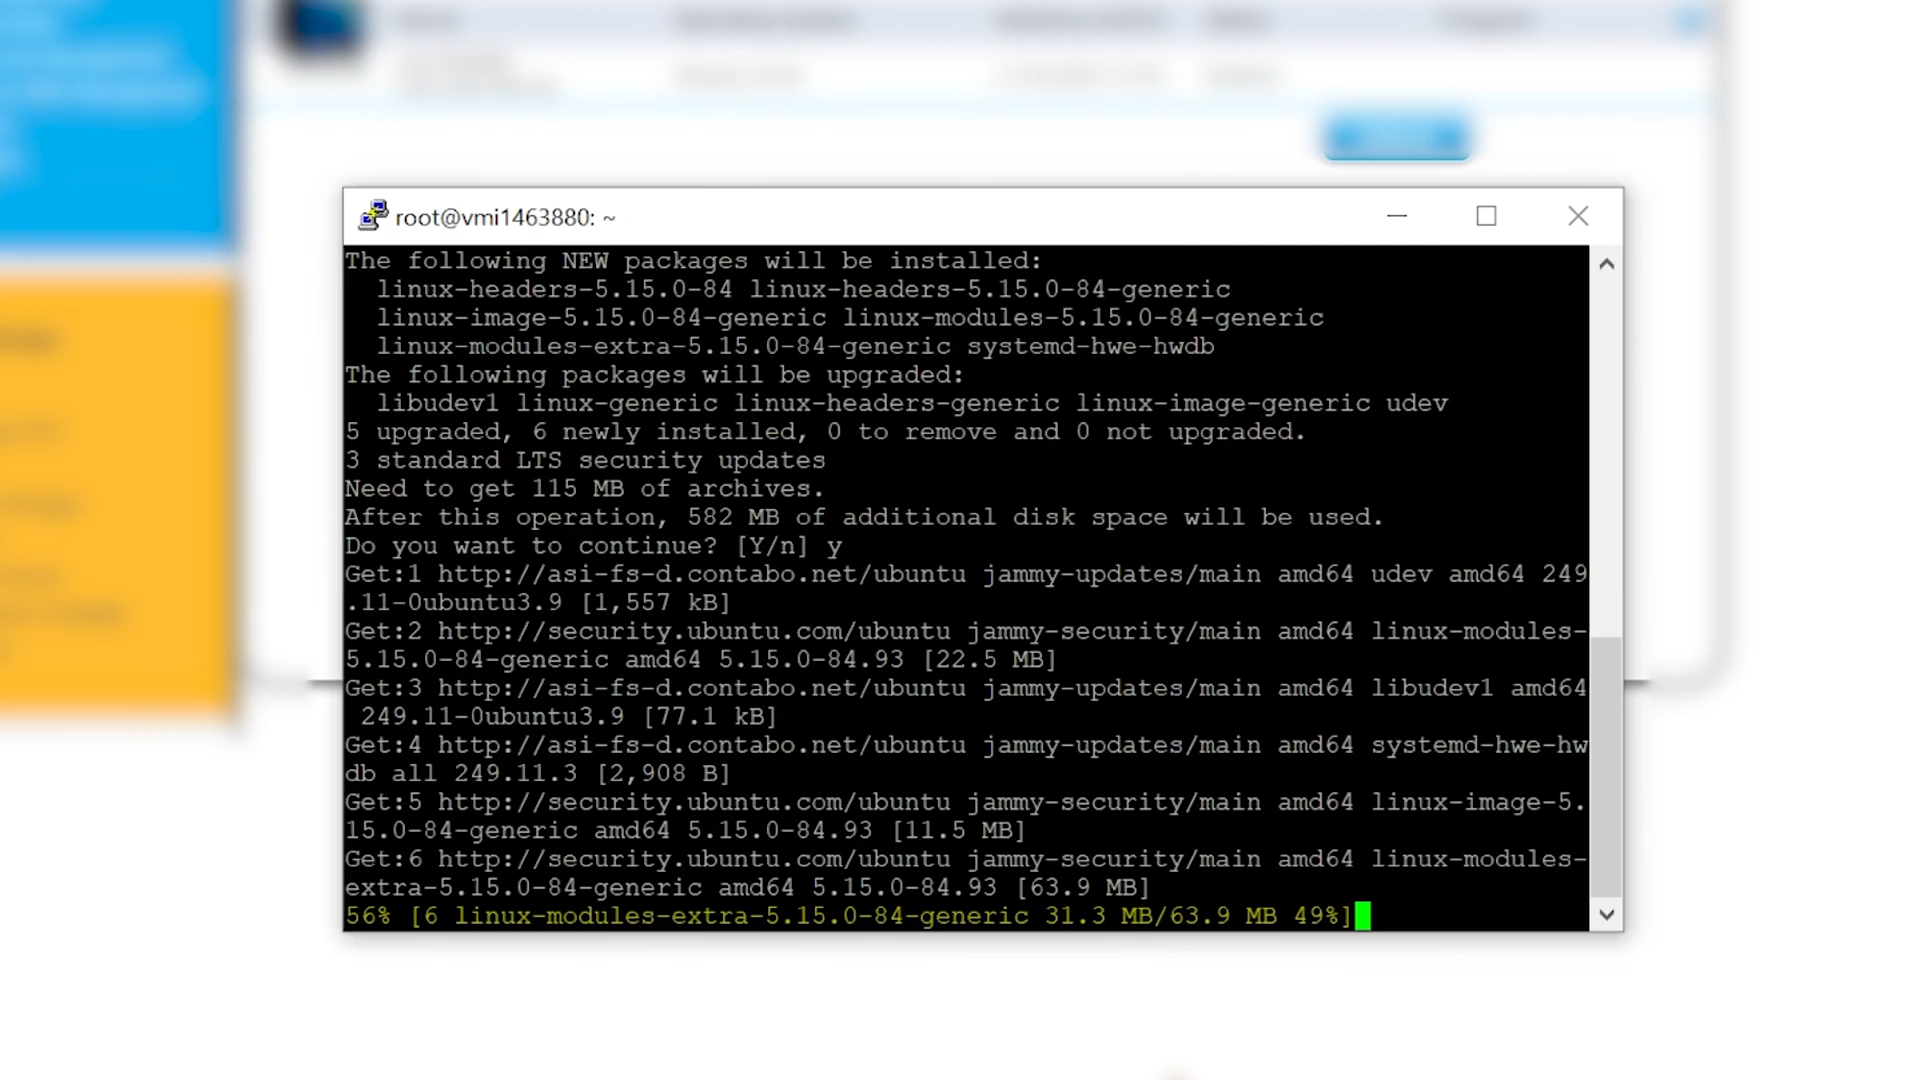 root@vmi1463880: ~
The following NEW packages will be installed:
linux-headers-5.15.0-84 linux-headers-5.15.0-84-generic
linux-image-5.15.0-84-generic linux-modules-5.15.0-84-generic
linux-modules-extra-5.15.0-84-generic systemd-hwe-hwdb
The following packages will be upgraded:
libudev1 linux-generic linux-headers-generic linux-image-generic udev
5 upgraded, 6 newly installed, 0 to remove and 0 not upgraded.
3 standard LTS security updates
Need to get 115 MB of archives.
After this operation, 582 MB of additional disk space will be used.
Do you want to continue? [Y/n] y
Get:1 http://asi-fs-d.contabo.net/ubuntu jammy-updates/main amd64 udev amd64 249
.11-0ubuntu3.9 [1,557 kB]
Get:2 http://security.ubuntu.com/ubuntu jammy-security/main amd64 linux-modules-
5.15.0-84-generic amd64 5.15.0-84.93 [22.5 MB]
Get:3 http://asi-fs-d.contabo.net/ubuntu jammy-updates/main amd64 libudev1 amd64
249.11-0ubuntu3.9 [77.1 kB]
Get:4 http://asi-fs-d.contabo.net/ubuntu jammy-updates/main amd64 systemd-hwe-hw
db all 249.11.3 [2,908 B]
Get:5 http://security.ubuntu.com/ubuntu jammy-security/main amd64 linux-image-5.
15.0-84-generic amd64 5.15.0-84.93 [11.5 MB]
Get:6 http://security.ubuntu.com/ubuntu jammy-security/main amd64 linux-modules-
extra-5.15.0-84-generic amd64 5.15.0-84.93 [63.9 MB]
56% [6 linux-modules-extra-5.15.0-84-generic 31.3 MB/63.9 MB 49%]